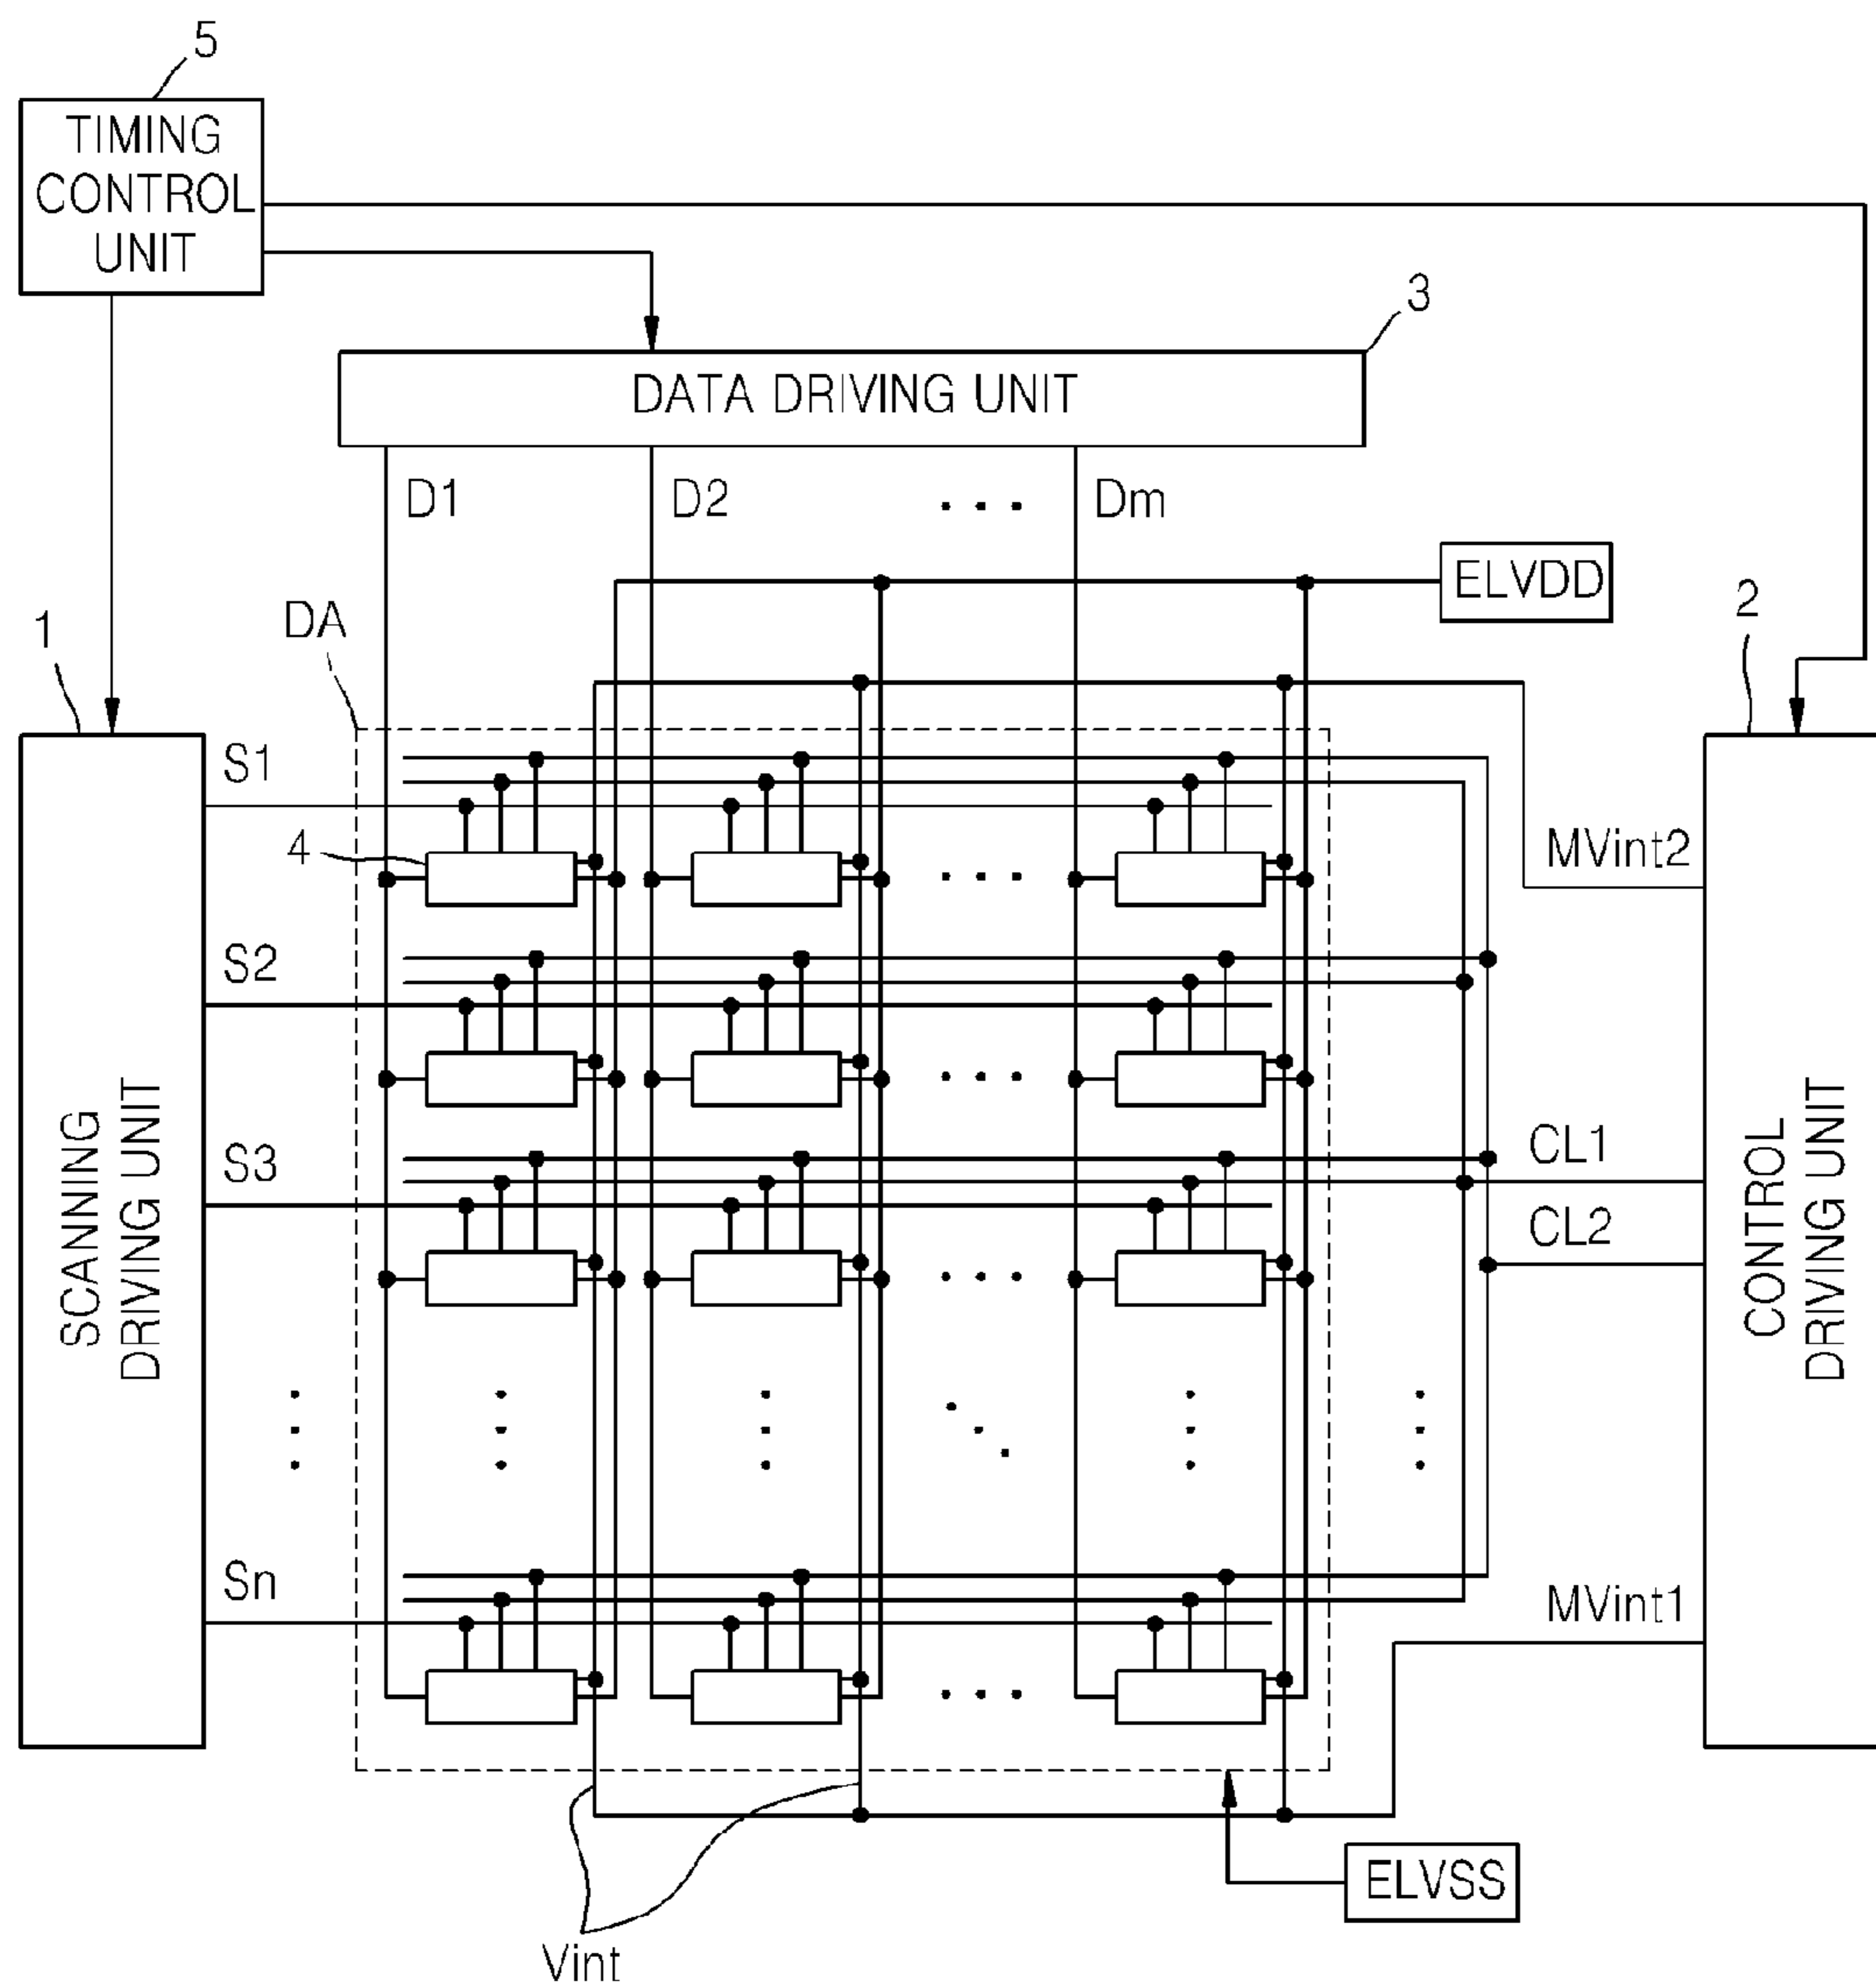 5
TIMING
CONTROL
UNIT
3
DATA DRIVING UNIT
D1
D2
Dm
ELVDD
DA
1
2
S1
MVint2
4
S2
S3
CL1
CL2
SCANNING
DRIVING UNIT
CONTROL
DRIVING UNIT
Sn
MVint1
ELVSS
Vint